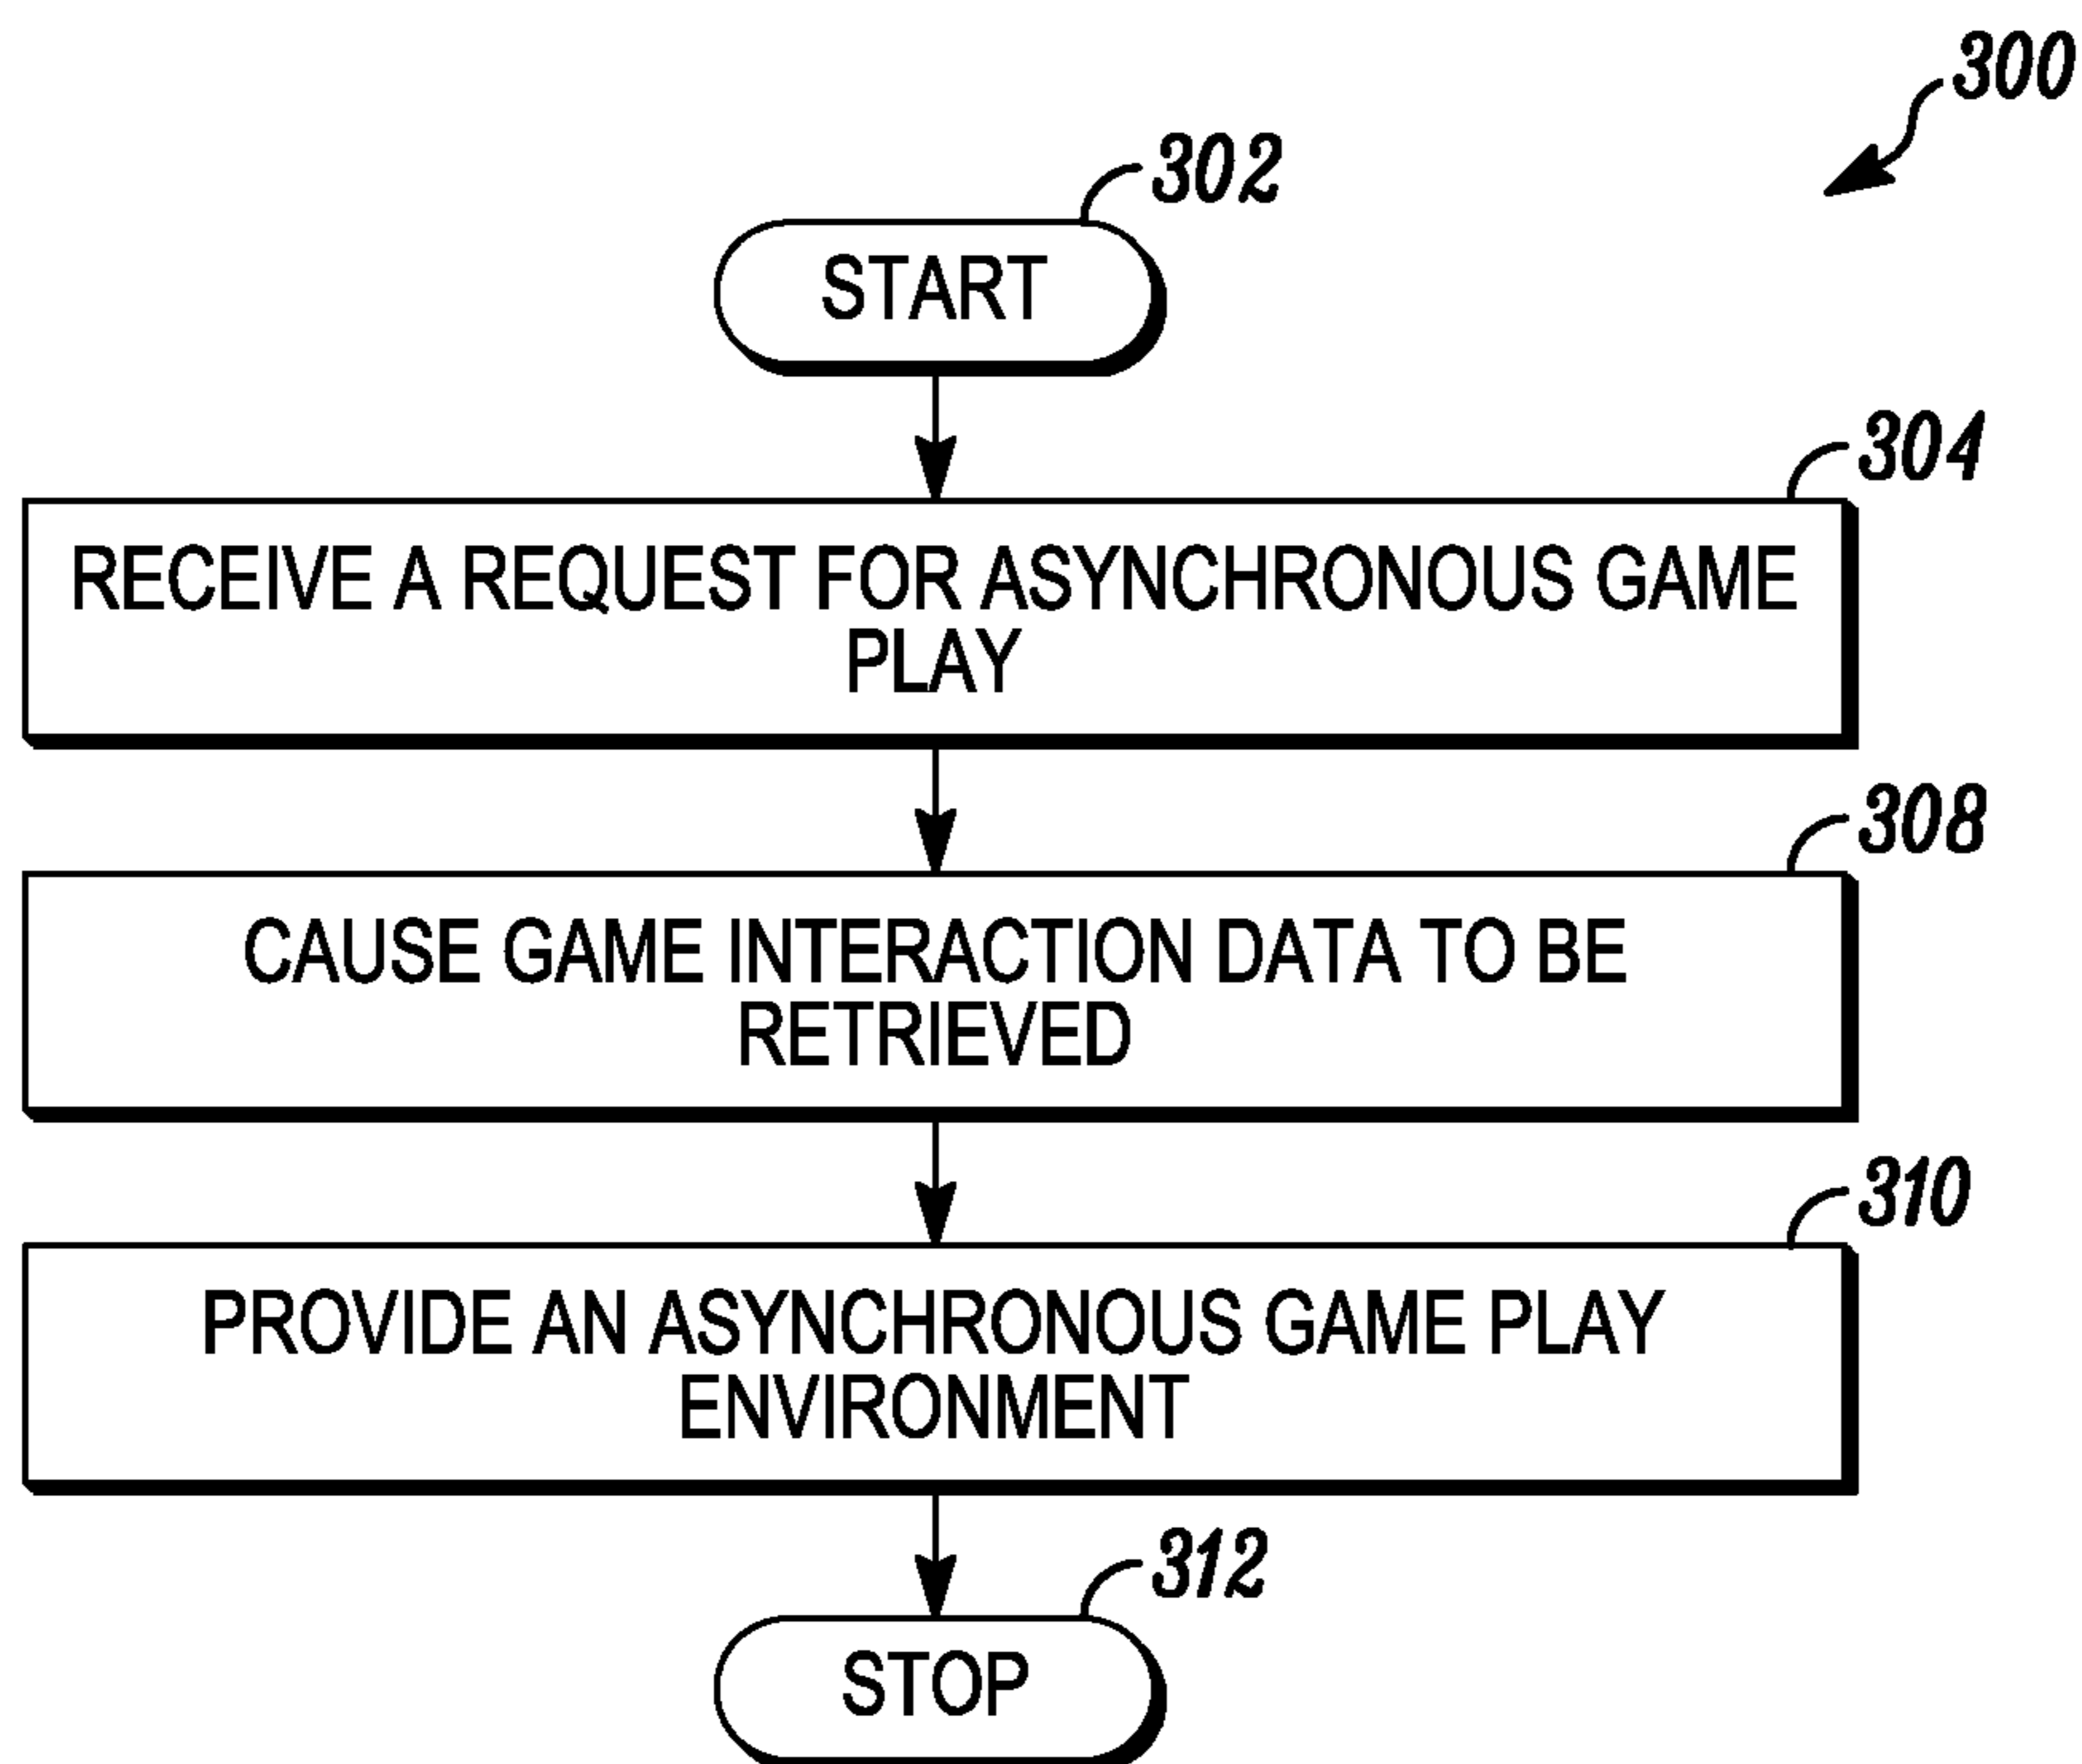 300
302
START
304
RECEIVE A REQUEST FOR ASYNCHRONOUS GAME
PLAY
308
CAUSE GAME INTERACTION DATA TO BE
RETRIEVED
310
PROVIDE AN ASYNCHRONOUS GAME PLAY
ENVIRONMENT
312
STOP